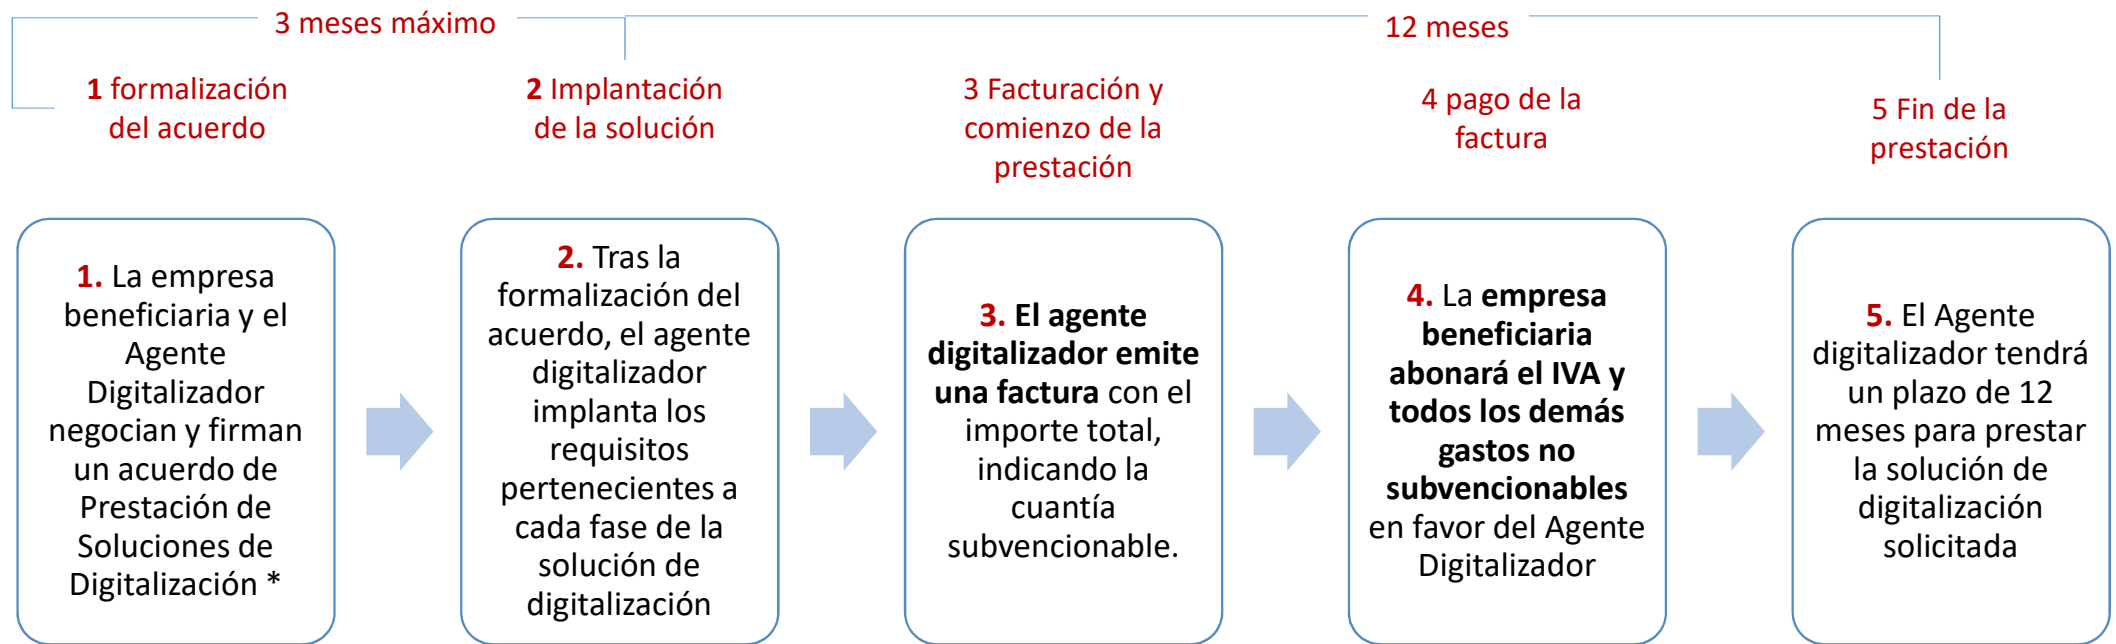 3 meses máximo
12 meses
1 formalización
del acuerdo
2 Implantación
de la solución
3 Facturación y
comienzo de la
prestación
4 pago de la
factura
5 Fin de la
prestación
1. La empresa
beneficiaria y el
Agente
Digitalizador
negocian y firman
un acuerdo de
Prestación de
Soluciones de
Digitalización *
2. Tras la
formalización del
acuerdo, el agente
digitalizador
implanta los
requisitos
pertenecientes a
cada fase de la
solución de
digitalización
3. El agente
digitalizador emite
una factura con el
importe total,
indicando la
cuantía
subvencionable.
4. La empresa
beneficiaria
abonará el IVA y
todos los demás
gastos no
subvencionables
en favor del Agente
Digitalizador
5. El Agente
digitalizador tendrá
un plazo de 12
meses para prestar
la solución de
digitalización
solicitada